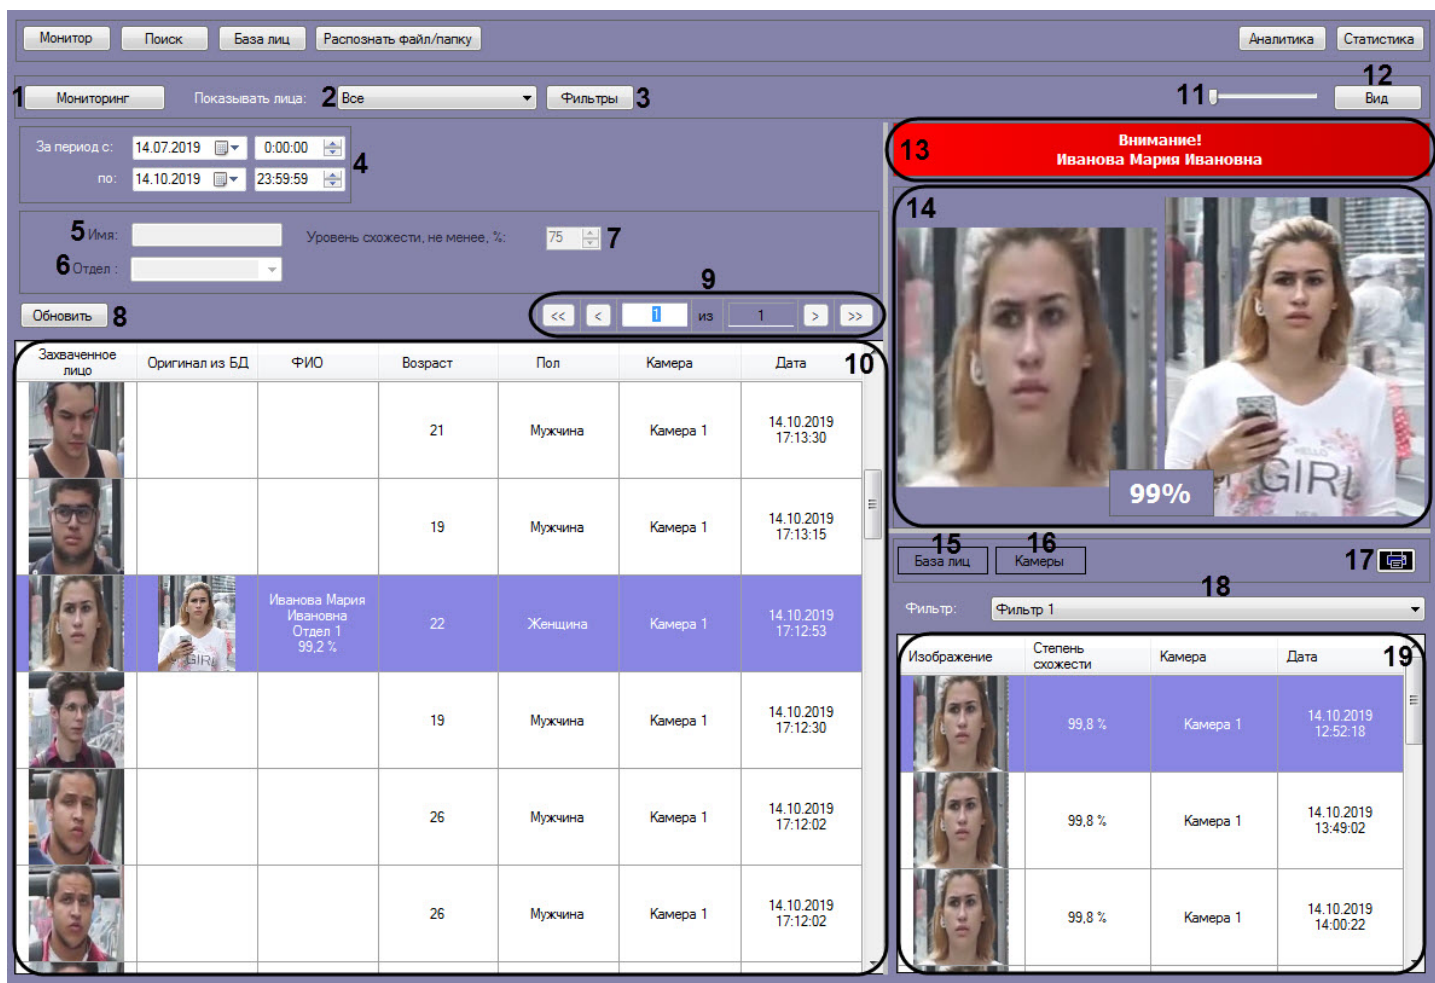 Монитор Поиск База лиц Распознать файл/папку Аналитика Статистика
1 Мониторинг Показывать лица: 2 Все Фильтры 3 11 12 Вид
За период с: 14.07.2019 0:00:00
по: 14.10.2019 23:59:59 4
5 Имя: Уровень схожести, не менее, %: 75 7
6 Отдел :
Обновить 8
9
<< < 1 из 1 > >>
Захваченное
лицо
Оригинал из БД ФИО Возраст Пол Камера Дата 10
21 Мужчина Камера 1 14.10.2019
17:13:30
19 Мужчина Камера 1 14.10.2019
17:13:15
Иванова Мария
Ивановна
Отдел 1
99,2 %
22 Женщина Камера 1 14.10.2019
17:12:53
19 Мужчина Камера 1 14.10.2019
17:12:30
26 Мужчина Камера 1 14.10.2019
17:12:02
26 Мужчина Камера 1 14.10.2019
17:12:02
13 Внимание!
Иванова Мария Ивановна
14
HELLO
GIRL
99%
15 16
База лиц Камеры 17
18
Фильтр: Фильтр 1
Изображение Степень
схожести
Камера Дата 19
99,8 % Камера 1 14.10.2019
12:52:18
99,8 % Камера 1 14.10.2019
13:49:02
99,8 % Камера 1 14.10.2019
14:00:22